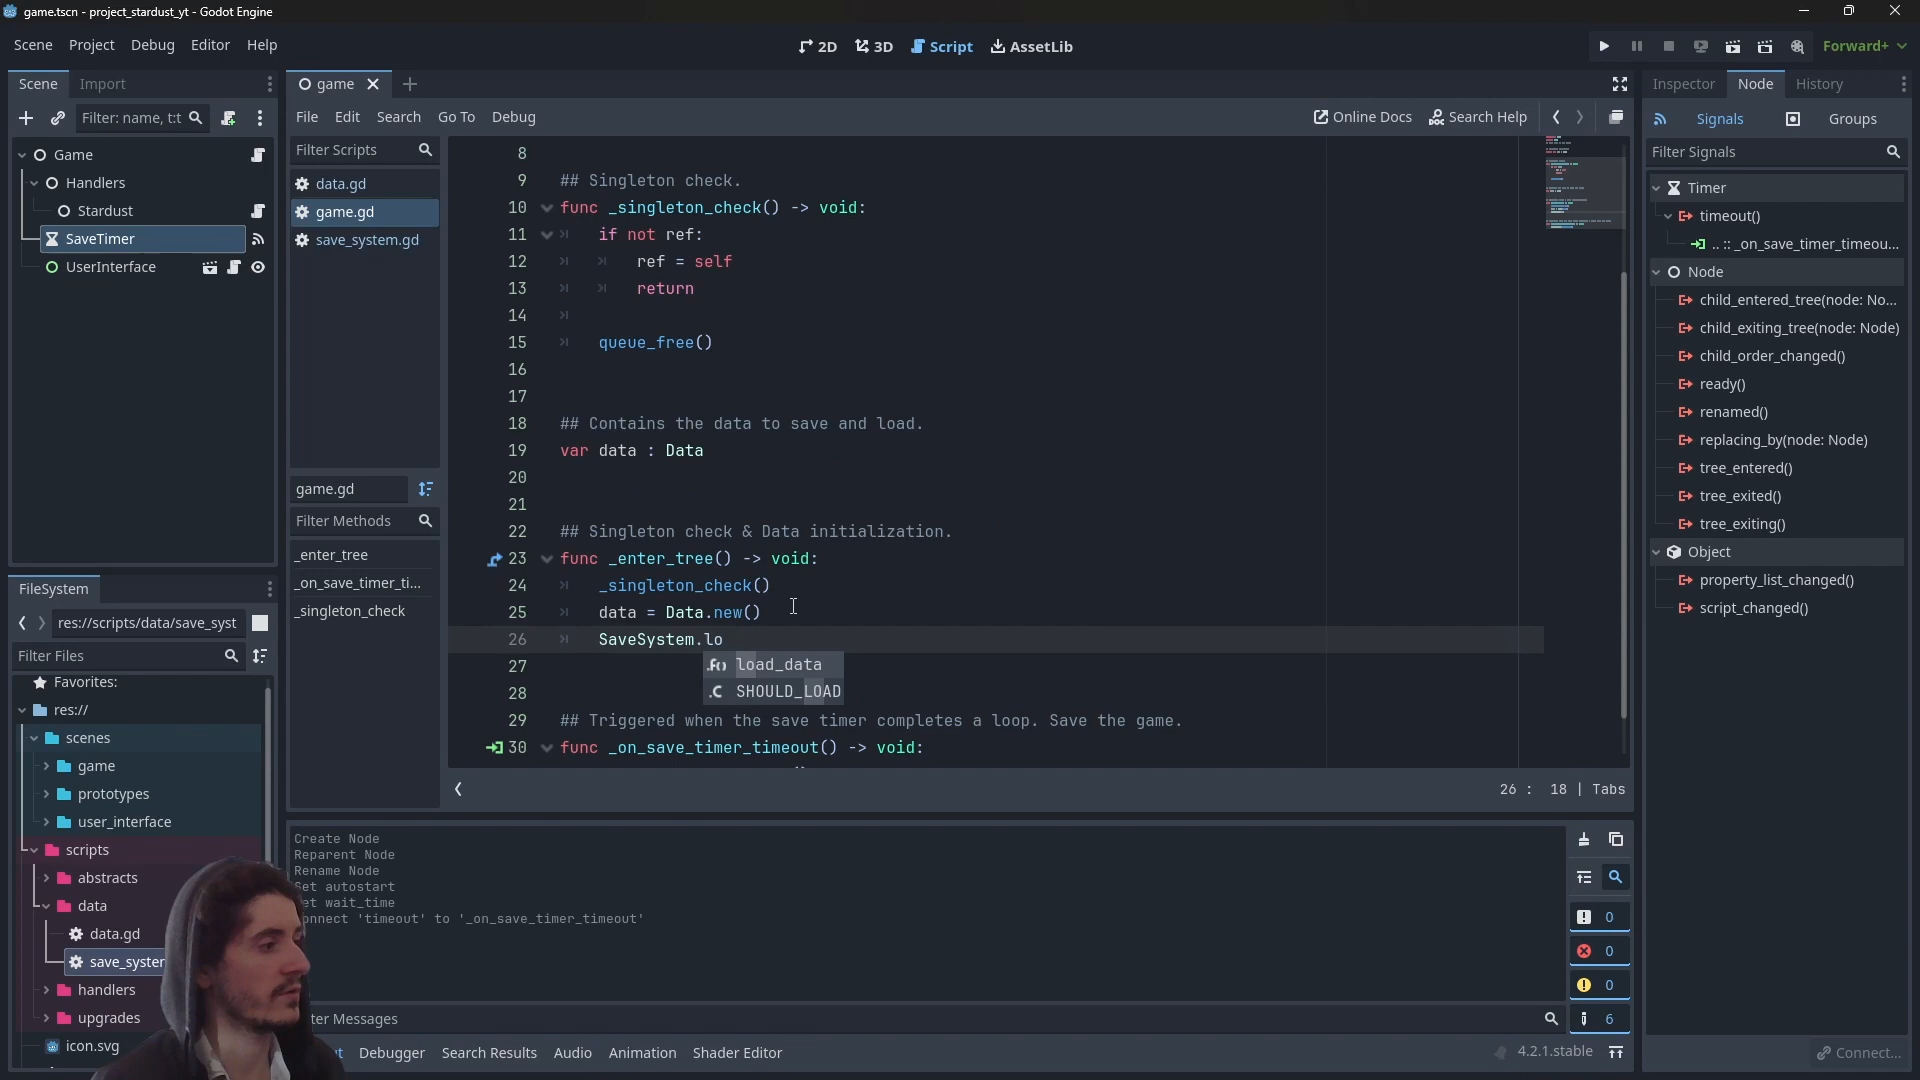 game.tscn - project_stardust_yt - Godot Engine
Scene Project Debug Editor Help
2D 3D Script AssetLib
Forward+
Scene Import
Filter: name, t:t
Game
Handlers
Stardust
SaveTimer
UserInterface
FileSystem
res://scripts/data/save_syst
Filter Files
Favorites:
res://
scenes
game
prototypes
user_interface
scripts
abstracts
data
data.gd
save_system
handlers
upgrades
icon.svg
game
File Edit Search Go To Debug
Online Docs Search Help
Filter Scripts
data.gd
game.gd
save_system.gd
game.gd
Filter Methods
_enter_tree
_on_save_timer_ti...
_singleton_check
8
9 ## Singleton check.
10 func _singleton_check() -> void:
11 if not ref:
12 ref = self
13 return
14
15 queue_free()
16
17
18 ## Contains the data to save and load.
19 var data : Data
20
21
22 ## Singleton check & Data initialization.
23 func _enter_tree() -> void:
24 _singleton_check()
25 data = Data.new()
26 SaveSystem.lo
27
28
29 ## Triggered when the save timer completes a loop. Save the game.
30 func _on_save_timer_timeout() -> void:
load_data
SHOULD_LOAD
26 : 18 | Tabs
Create Node
Reparent Node
Rename Node
Set autostart
et wait_time
onnect 'timeout' to '_on_save_timer_timeout'
ter Messages
0
0
0
6
Debugger Search Results Audio Animation Shader Editor
4.2.1.stable
Inspector Node History
Signals Groups
Filter Signals
Timer
timeout()
.. :: _on_save_timer_timeou...
Node
child_entered_tree(node: No...
child_exiting_tree(node: Node)
child_order_changed()
ready()
renamed()
replacing_by(node: Node)
tree_entered()
tree_exited()
tree_exiting()
Object
property_list_changed()
script_changed()
Connect...